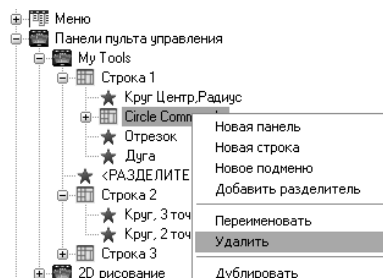 Меню
Панели пульта управления
My Tools
Строка 1
Круг Центр,Радиус
Circle Comm
Отрезок
Дуга
<РАЗДЕЛИТЕ
Строка 2
Круг, 3 точ
Круг, 2 точ
Строка 3
2D рисование
Новая панель
Новая строка
Новое подменю
Добавить разделитель
Переименовать
Удалить
Дублировать